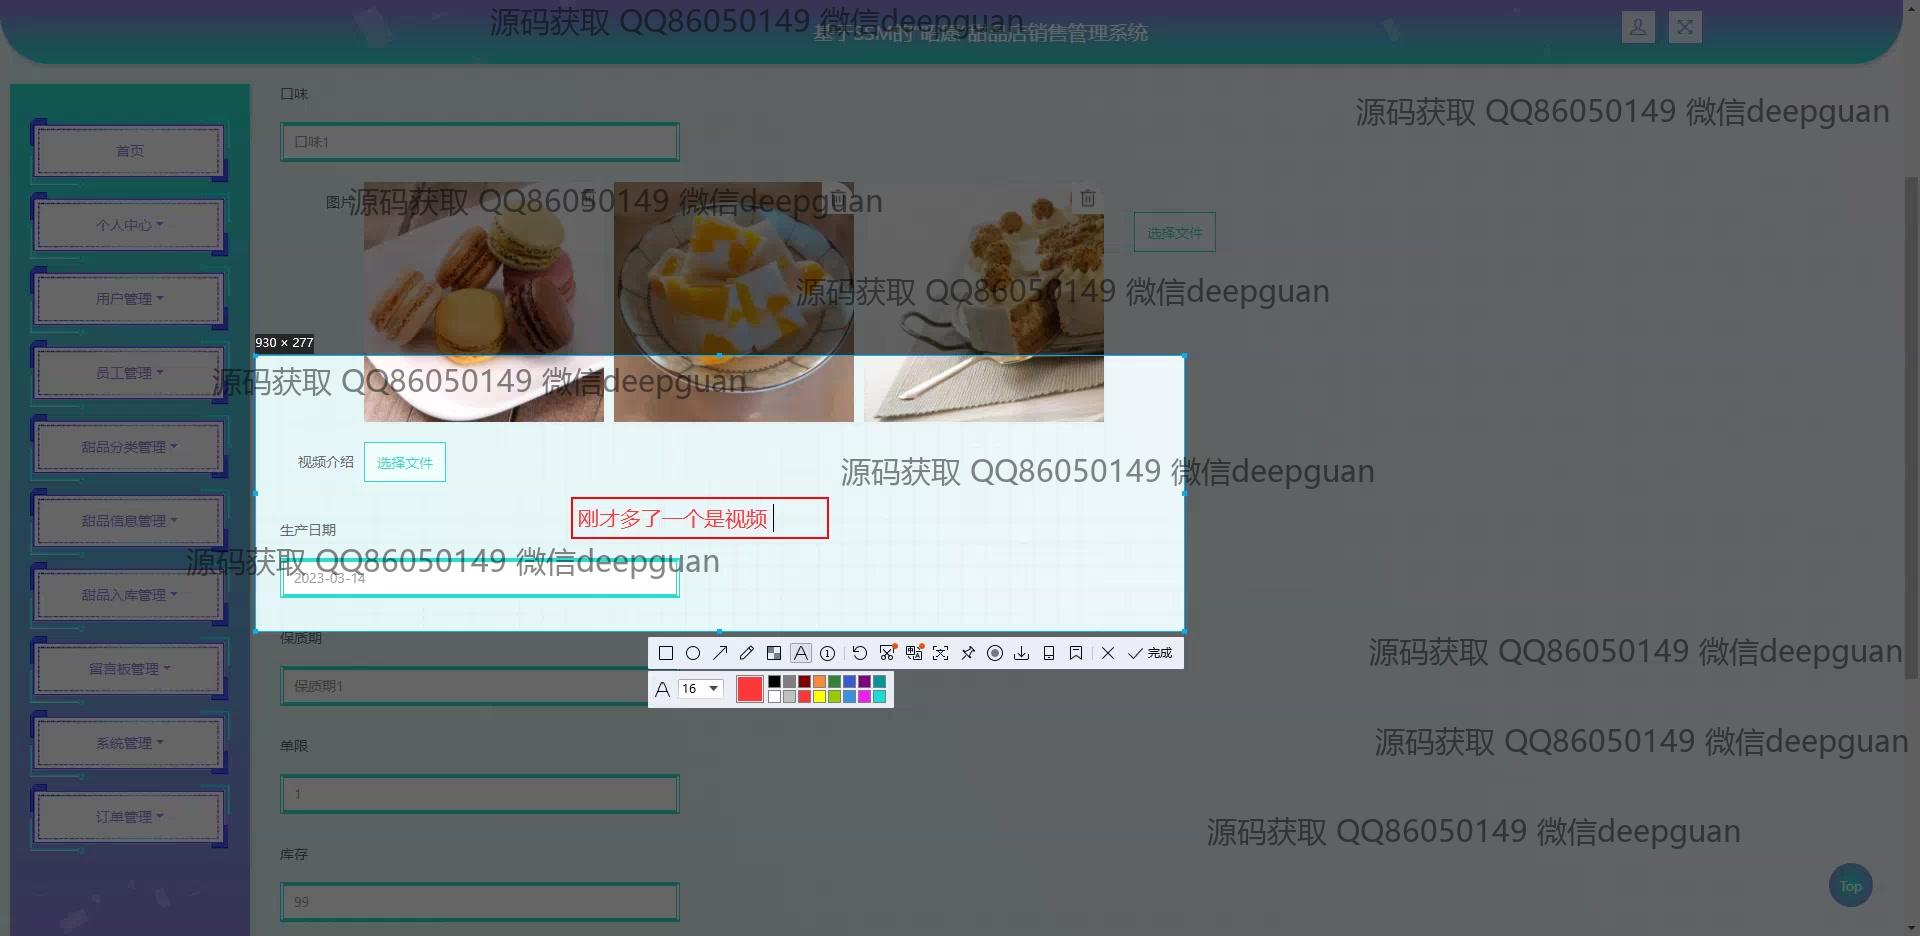 源码获取 QQ86050149 微信deepguan
基于SSM的“昭愿”甜品店销售管理系统
口味
源码获取 QQ86050149 微信deepguan
口味1
首页
图片
源码获取 QQ86050149 微信deepguan
个人中心
选择文件
用户管理
源码获取 QQ86050149 微信deepguan
930 × 277
员工管理
源码获取 QQ86050149 微信deepguan
甜品分类管理
视频介绍
选择文件
源码获取 QQ86050149 微信deepguan
甜品信息管理
刚才多了一个是视频
生产日期
源码获取 QQ86050149 微信deepguan
2023-03-14
甜品入库管理
保质期
留言板管理
完成
源码获取 QQ86050149 微信deepguan
保质期1
A
16
系统管理
单限
源码获取 QQ86050149 微信deepguan
1
订单管理
源码获取 QQ86050149 微信deepguan
库存
99
Top